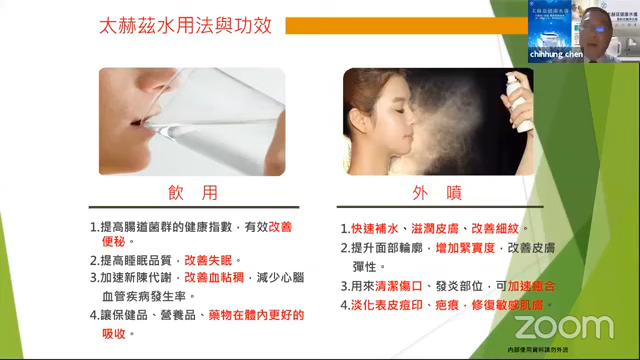 太赫茲水用法與功效
chihhung chen
飲 用
1.提高腸道菌群的健康指數，有效改善
便秘。
2.提高睡眠品質，改善失眠。
3.加速新陳代謝，改善血粘稠，減少心腦
血管疾病發生率。
4.讓保健品、營養品、藥物在體內更好的
吸收。
外 噴
1.快速補水、滋潤皮膚、改善細紋。
2.提升面部輪廓，增加緊實度，改善皮膚
彈性。
3.用來清潔傷口、發炎部位，可加速癒合
4.淡化表皮痘印、疤痕，修復敏感肌膚。
zoom
內部使用資料請勿外流